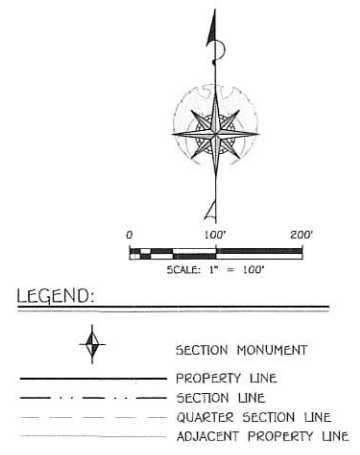 0 100' 200'
SCALE: 1" = 100'
LEGEND:
SECTION MONUMENT
PROPERTY LINE
SECTION LINE
QUARTER SECTION LINE
ADJACENT PROPERTY LINE